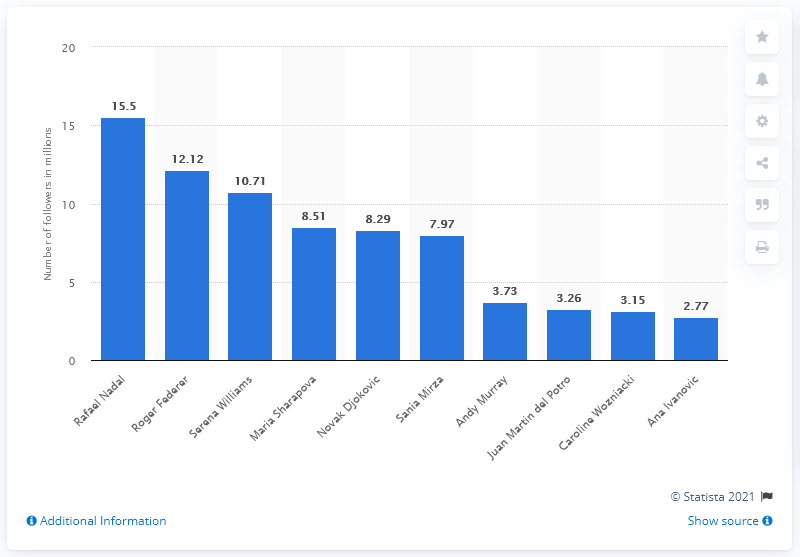 20
15
10
5
0
Number of followers in millions
15.5
12.12
10.71
8.51
8.29
7.97
3.73
3.26
3.15
2.77
Rafael Nadal
Roger Federer
Serena Williams
Maria Sharapova
Novak Djokovic
Sania Mirza
Andy Murray
Juan Martin del Potro
Caroline Wozniacki
Ana Ivanovic
© Statista 2021
Additional Information
Show source